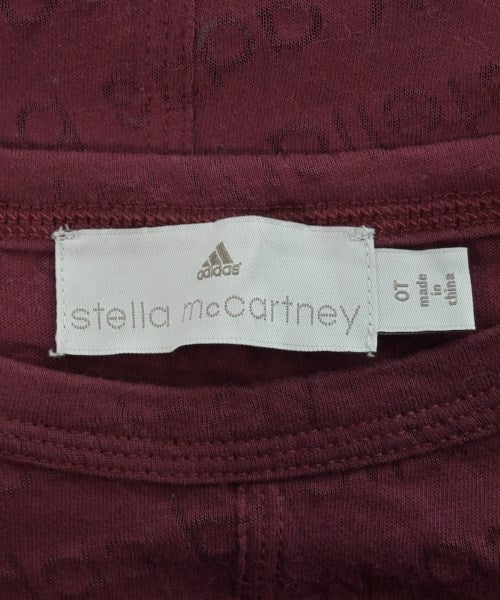 adidas
stella mcCartney
OT
made
in
china